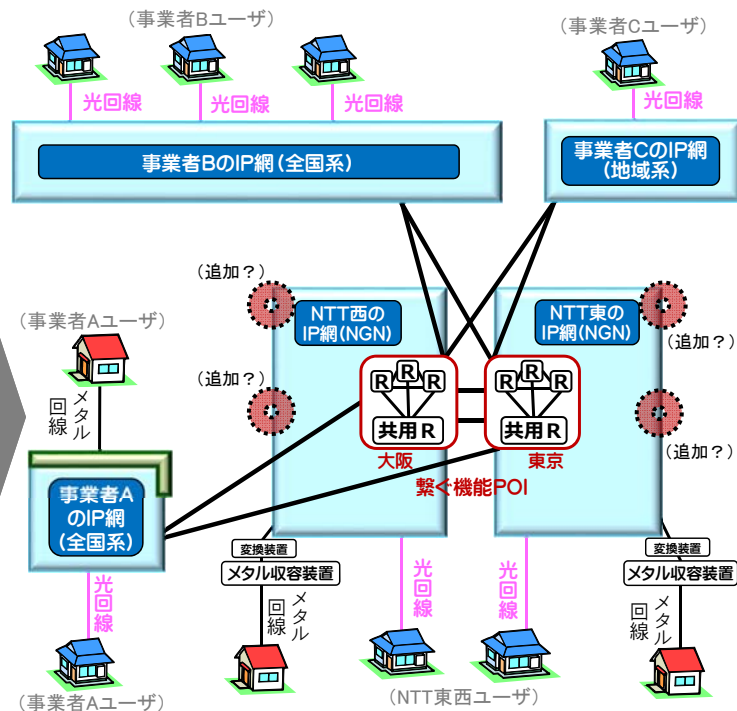 (事業者Bユーザ)
(事業者Cユーザ)
光回線
光回線
光回線
光回線
事業者BのIP網(全国系)
事業者CのIP網
(地域系)
(追加?)
NTT西の
IP網(NGN)
NTT東の
IP網(NGN)
(追加?)
(事業者Aユーザ)
(追加?)
R
R
R
共用R
R
R
R
共用R
(追加?)
メタル
回線
大阪
東京
繋ぐ機能POI
事業者A
のIP網
(全国系)
変換装置
メタル収容装置
変換装置
メタル収容装置
光回線
メタル
回線
光回線
光回線
メタル
回線
(事業者Aユーザ)
(NTT東西ユーザ)